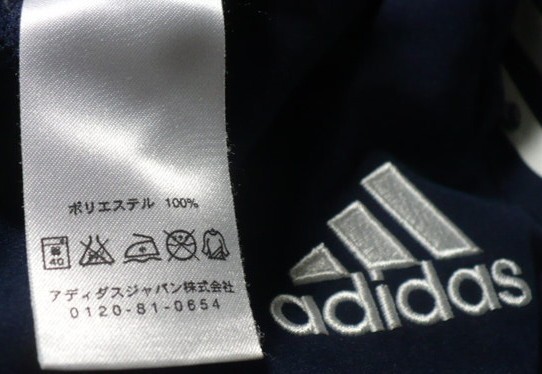 ポリエステル 100%
弱
40
アディダスジャパン株式会社
0120-81-0654
adidas